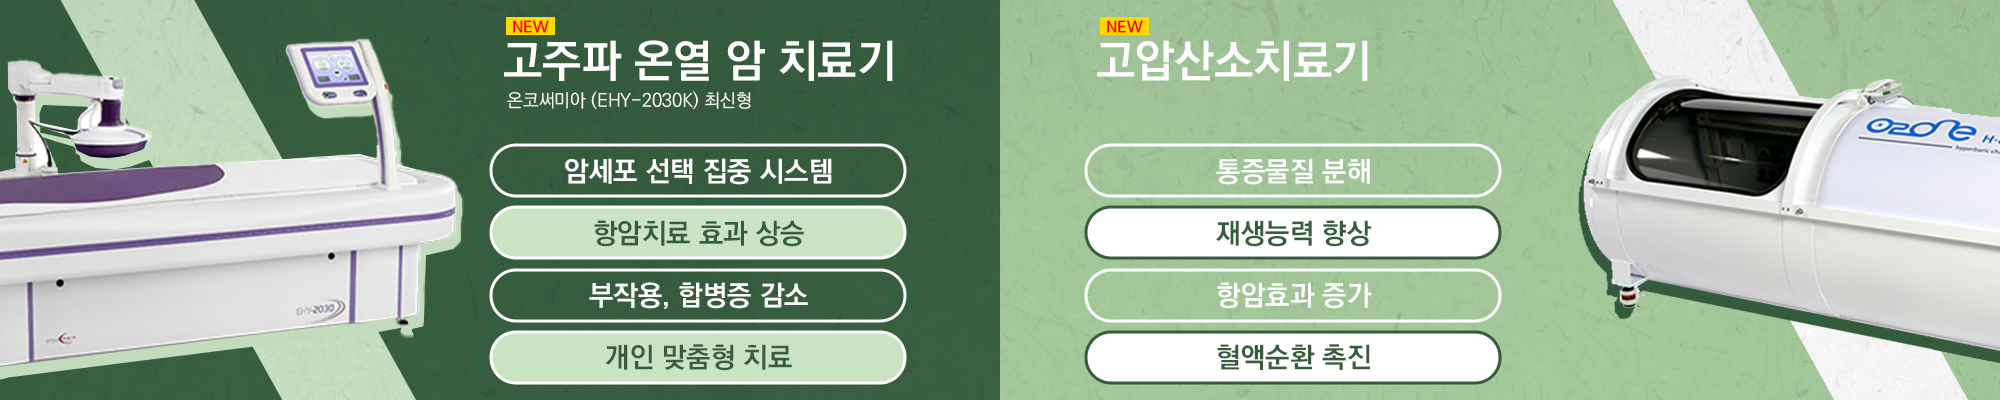 NEW
고주파 온열 암 치료기
온코써미아 (EHY-2030K) 최신형
암세포 선택 집중 시스템
항암치료 효과 상승
부작용, 합병증 감소
개인 맞춤형 치료
EHY-2030
NEW
고압산소치료기
통증물질 분해
재생능력 향상
항암효과 증가
혈액순환 촉진
O2one